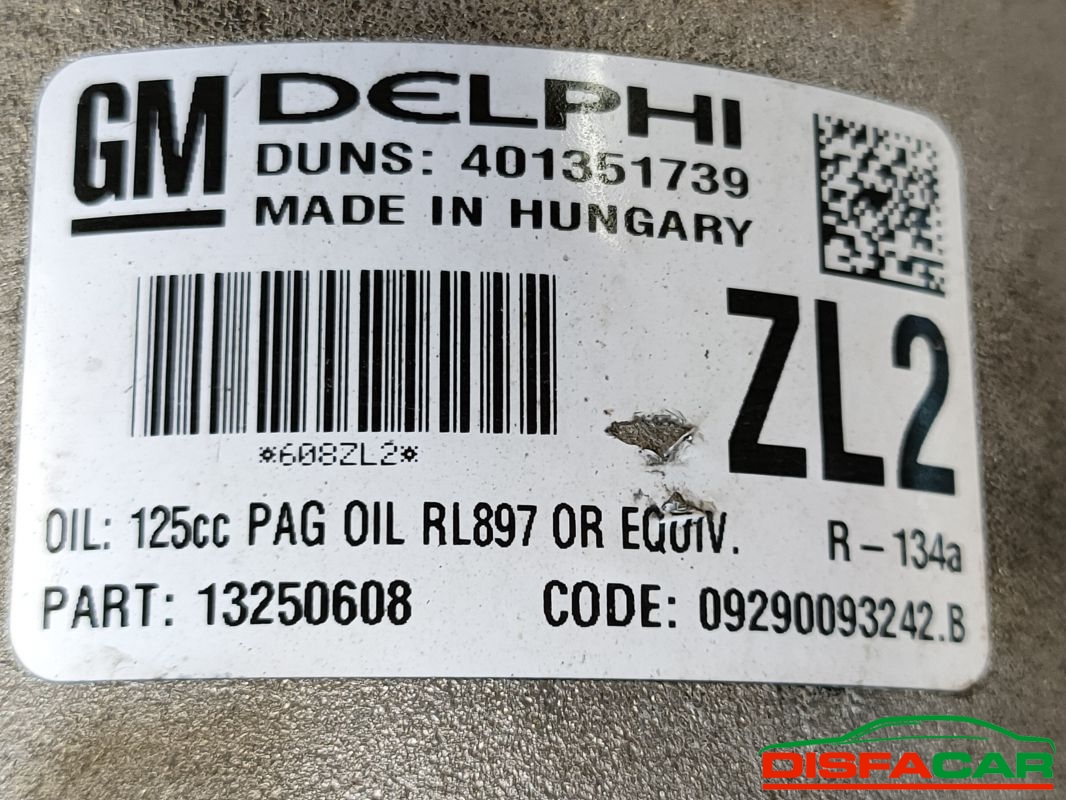 GM DELPHI
DUNS: 401351739
MADE IN HUNGARY
ZL2
*608ZL2*
OIL: 125cc PAG OIL RL897 OR EQUIV. R-134a
PART: 13250608 CODE: 09290093242.B
DISFACAR